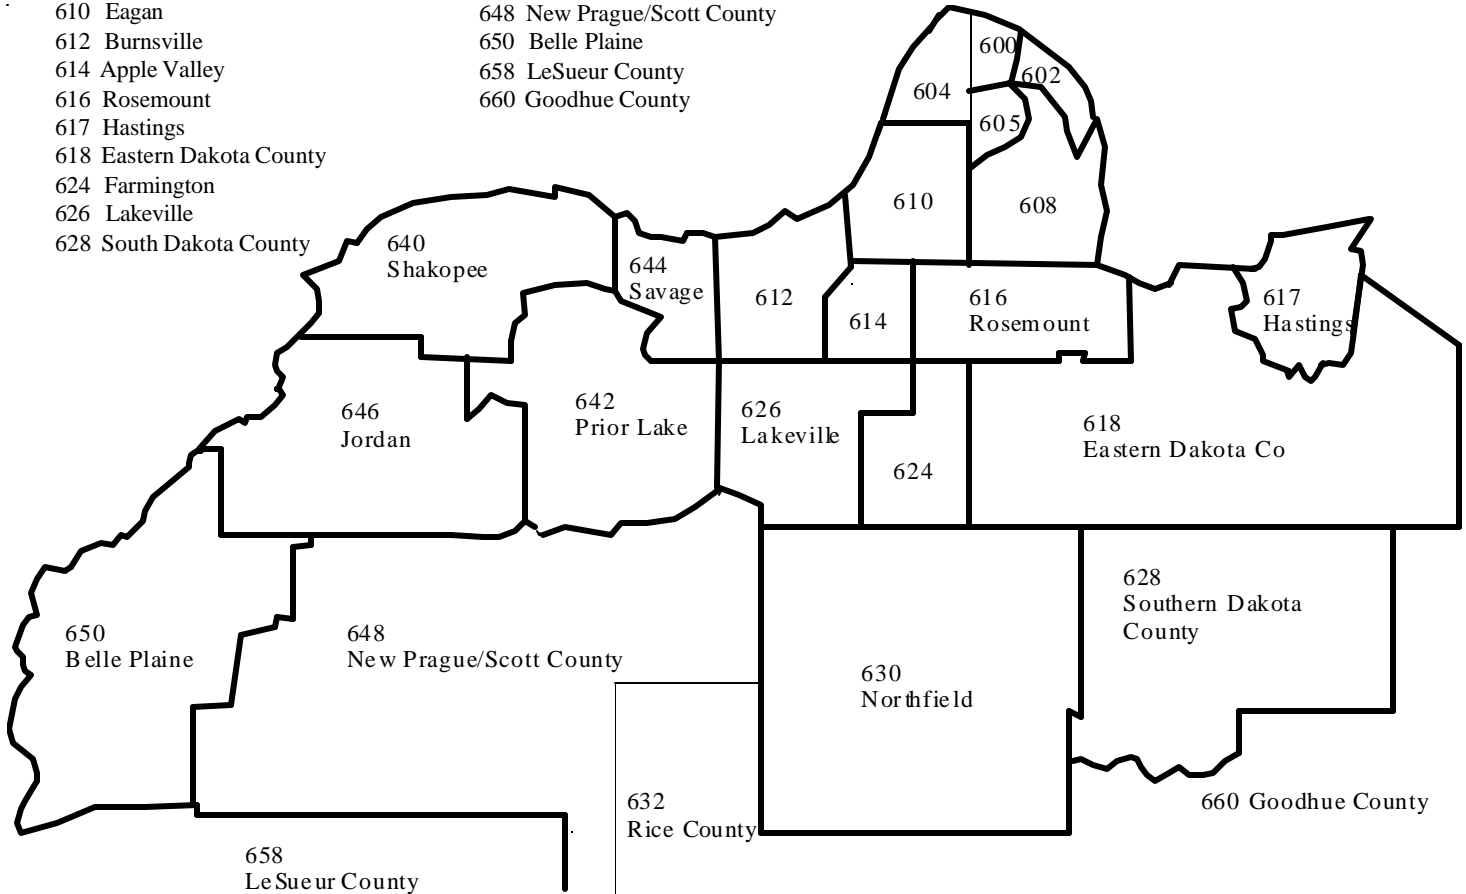 610 Eagan
612 Burnsville
614 Apple Valley
616 Rosemount
617 Hastings
618 Eastern Dakota County
624 Farmington
626 Lakeville
628 South Dakota County
648 New Prague/Scott County
650 Belle Plaine
658 LeSueur County
660 Goodhue County
600
602
604
605
610
608
640
Shakopee
644
Savage
612
614
616
Rosemount
617
Hastings
646
Jordan
642
Prior Lake
626
Lakeville
624
618
Eastern Dakota Co
628
Southern Dakota
County
650
Belle Plaine
648
New Prague/Scott County
630
Northfield
632
Rice County
660 Goodhue County
658
LeSueur County